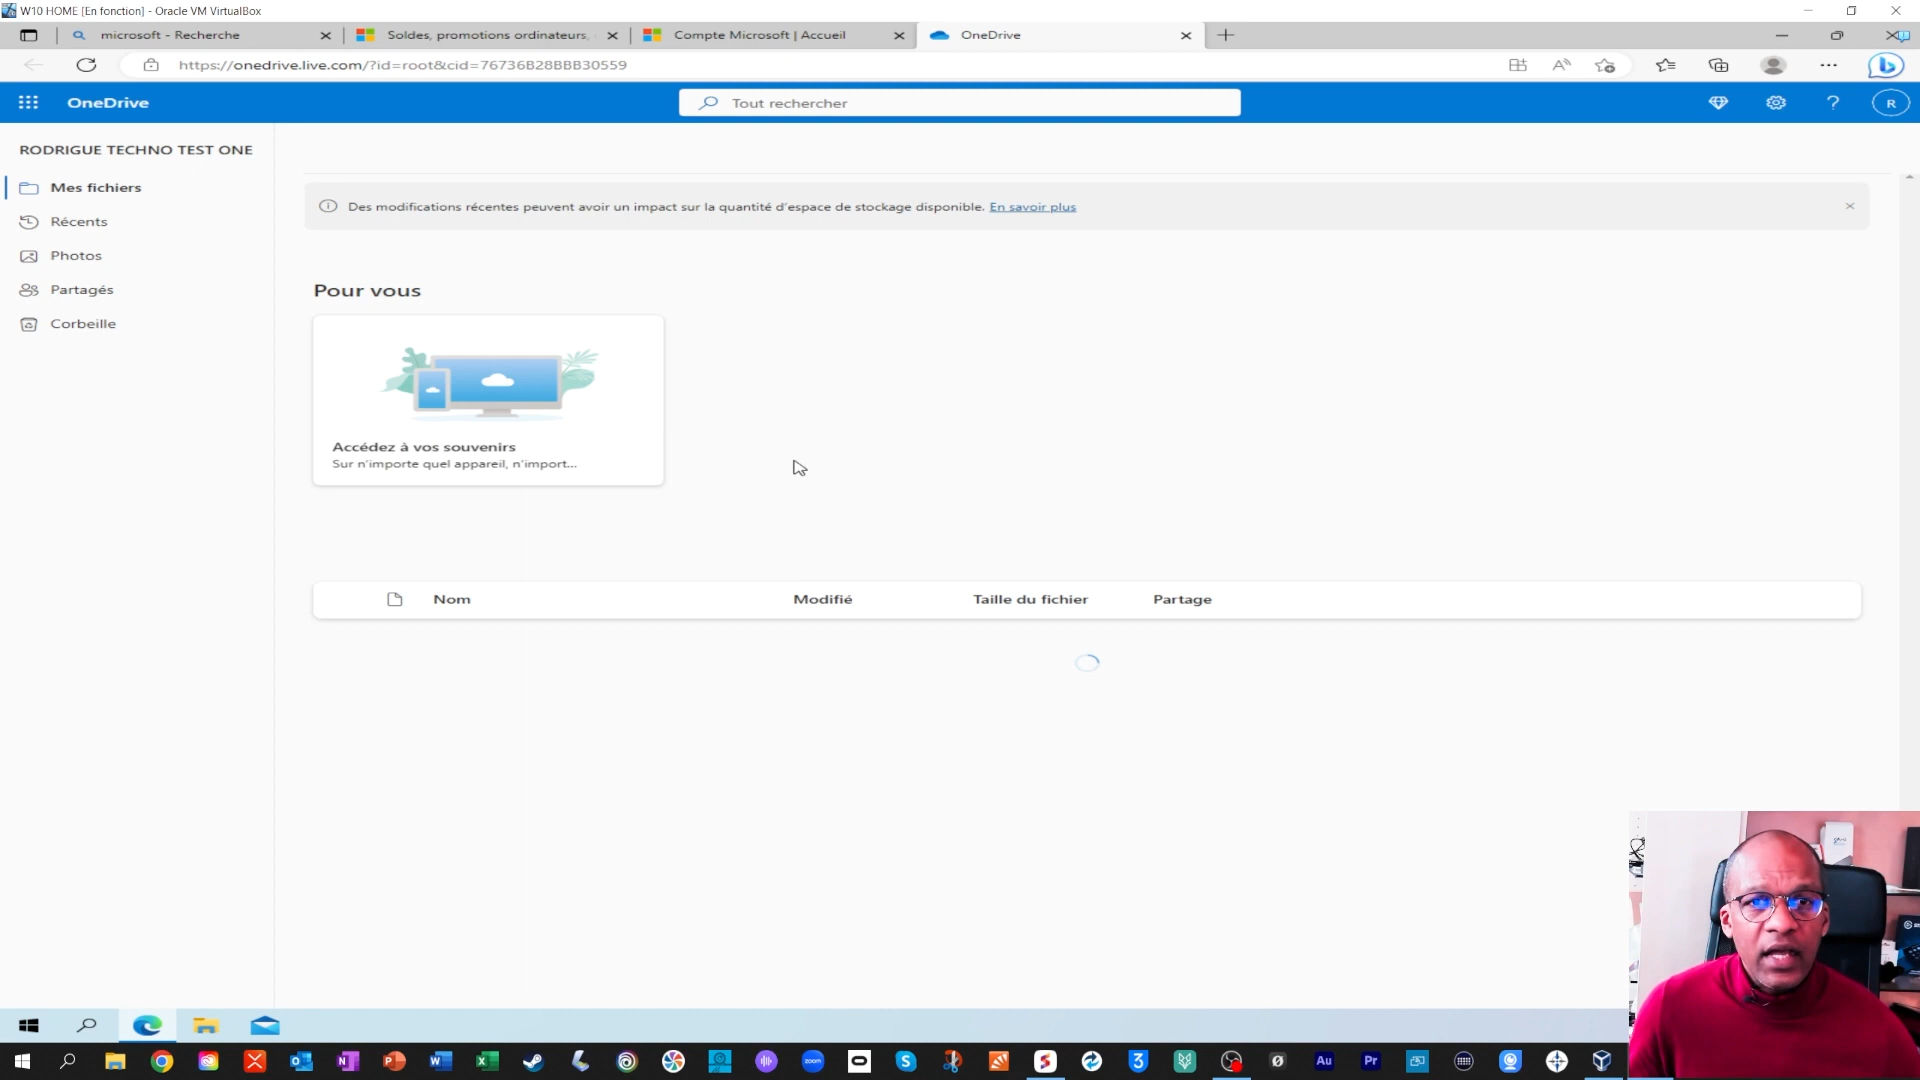 W10 HOME [En fonction] - Oracle VM VirtualBox
microsoft - Recherche
Soldes, promotions ordinateurs,
Compte Microsoft | Accueil
OneDrive
https://onedrive.live.com/?id=root&cid=76736B28BBB30559
OneDrive
Tout rechercher
R
RODRIGUE TECHNO TEST ONE
Mes fichiers
Récents
Photos
Partagés
Corbeille
Des modifications récentes peuvent avoir un impact sur la quantité d'espace de stockage disponible. En savoir plus
Pour vous
Accédez à vos souvenirs
Sur n'importe quel appareil, n'import...
Nom Modifié Taille du fichier Partage
zoom
Au
Pr